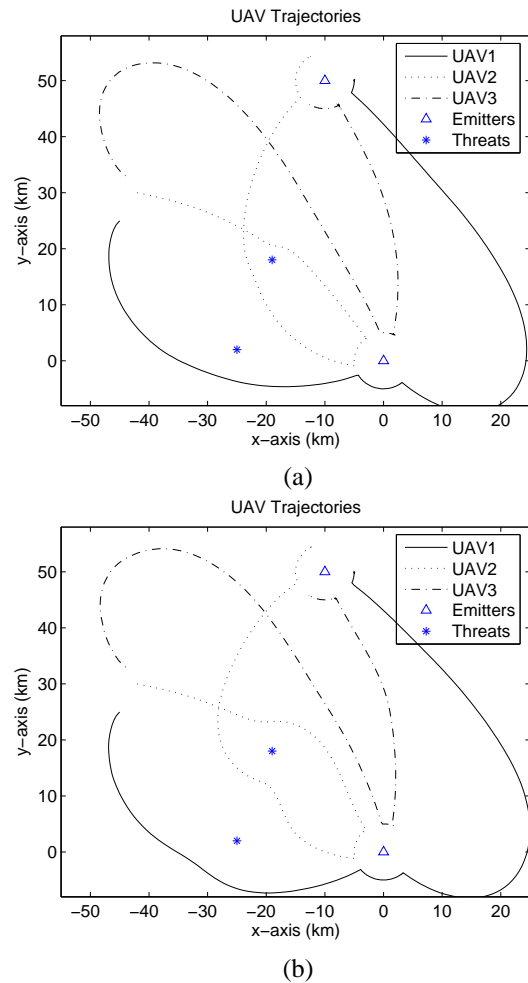 UAV Trajectories
UAV1
UAV2
UAV3
Emitters
Threats
50
40
30
20
10
0
y−axis (km)
−50 −40 −30 −20 −10 0 10 20
x−axis (km)
(a)
UAV Trajectories
UAV1
UAV2
UAV3
Emitters
Threats
50
40
30
20
10
0
y−axis (km)
−50 −40 −30 −20 −10 0 10 20
x−axis (km)
(b)